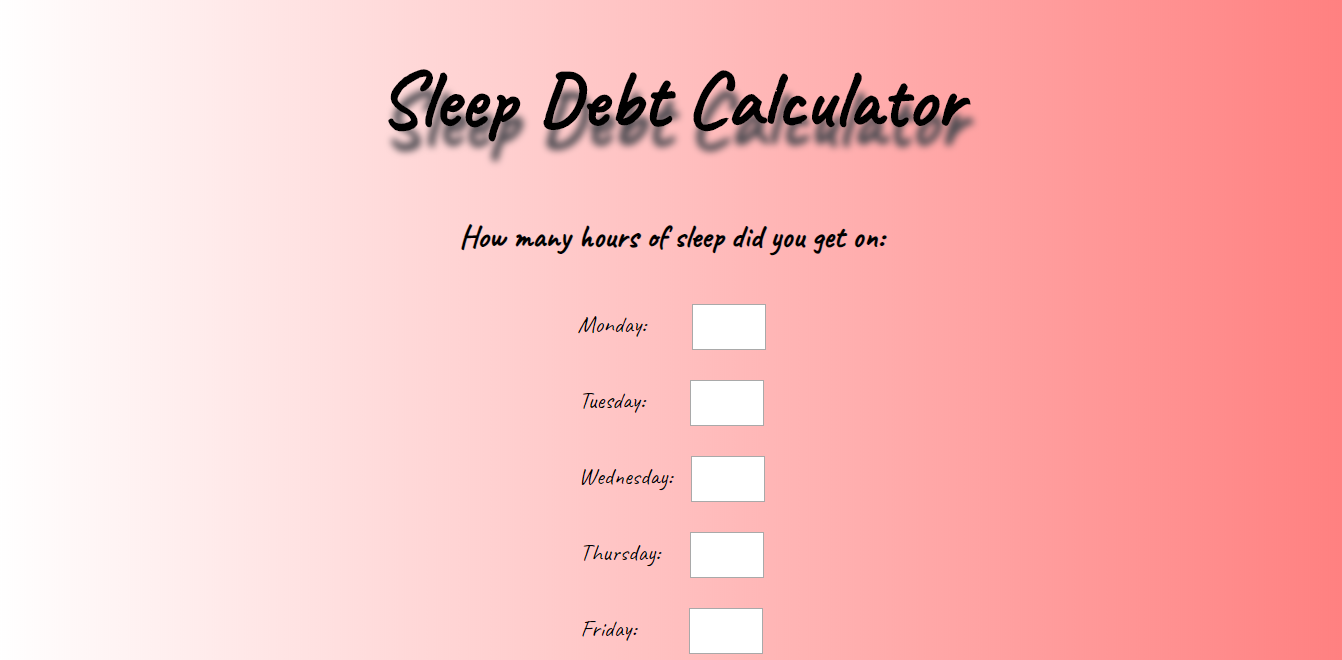 Sleep Debt Calculator
How many hours of sleep did you get on:
Monday:
Tuesday:
Wednesday:
Thursday:
Friday: